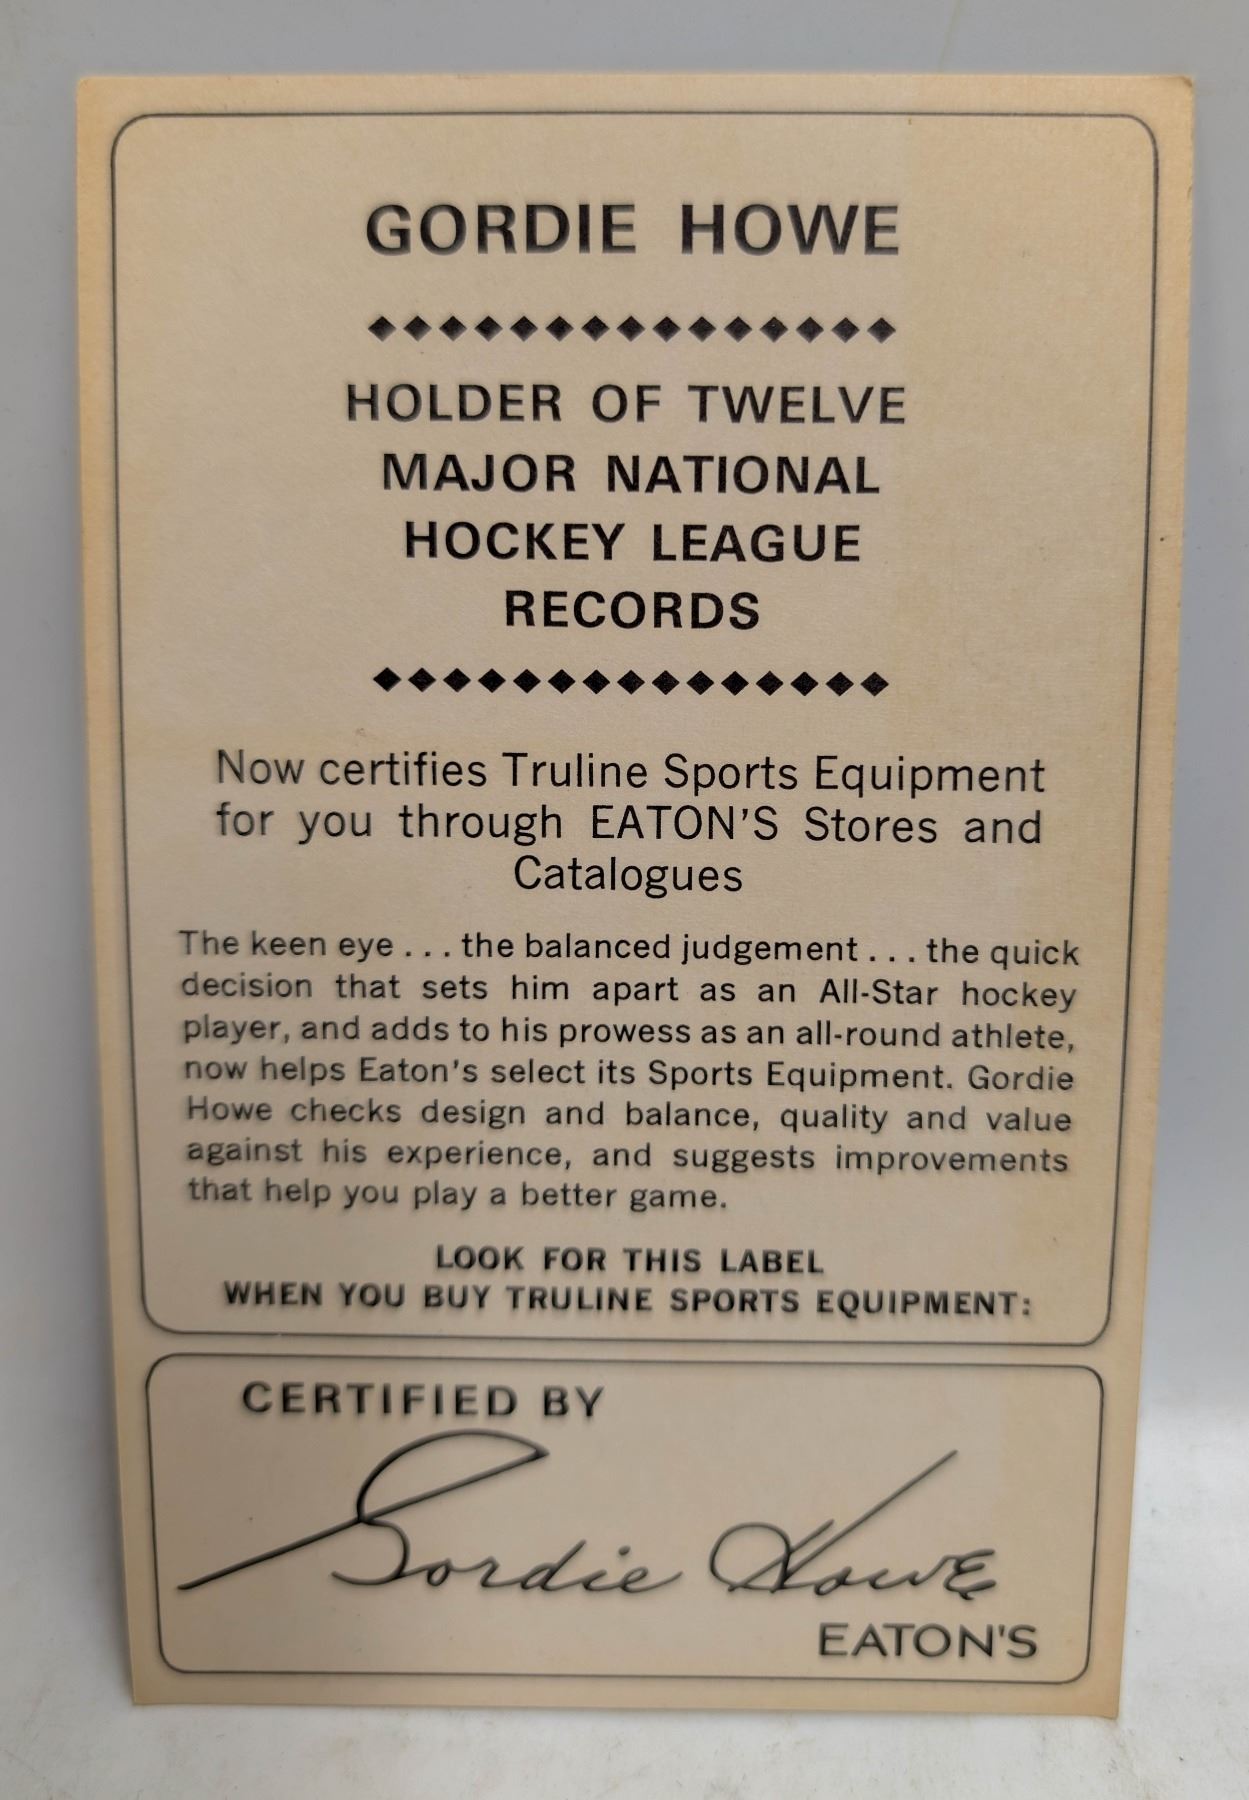 GORDIE HOWE
HOLDER OF TWELVE
MAJOR NATIONAL
HOCKEY LEAGUE
RECORDS
Now certifies Truline Sports Equipment
for you through EATON'S Stores and
Catalogues
The keen eye . . . the balanced judgement . . . the quick
decision that sets him apart as an All-Star hockey
player, and adds to his prowess as an all-round athlete,
now helps Eaton's select its Sports Equipment. Gordie
Howe checks design and balance, quality and value
against his experience, and suggests improvements
that help you play a better game.
LOOK FOR THIS LABEL
WHEN YOU BUY TRULINE SPORTS EQUIPMENT:
CERTIFIED BY
Gordie Howe
EATON'S